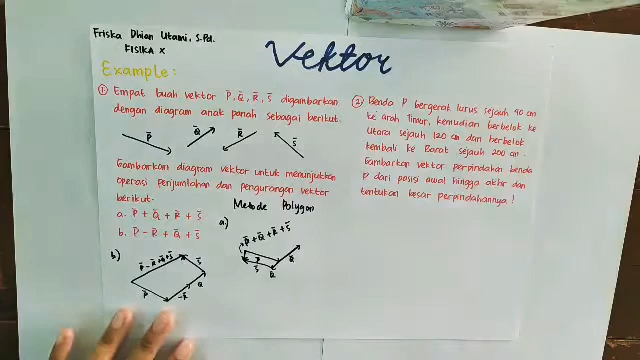 Friska Dhian Utami, S.Pd.
FISIKA X
Vektor
Example:
① Empat buah vektor P̄, Q̄, R̄, S̄ digambarkan
dengan diagram anak panah sebagai berikut.
P̄ Q̄ R̄ S̄
Gambarkan diagram vektor untuk menunjukkan
operasi penjumlahan dan pengurangan vektor
berikut.
a. P̄ + Q̄ + R̄ + S̄
b. P̄ - R̄ + Q̄ + S̄
Metode Polygon
a)
P̄ + Q̄ + R̄ + S̄
P̄
S̄
Q̄
b)
P̄ - R̄ + Q̄ + S̄
S̄
P̄
-R̄
Q̄
② Benda P bergerak lurus sejauh 40 cm
ke arah Timur, kemudian berbelok ke
Utara sejauh 120 cm dan berbelok
kembali ke Barat sejauh 200 cm.
Gambarkan vektor perpindahan benda
P dari posisi awal hingga akhir dan
tentukan besar perpindahannya!